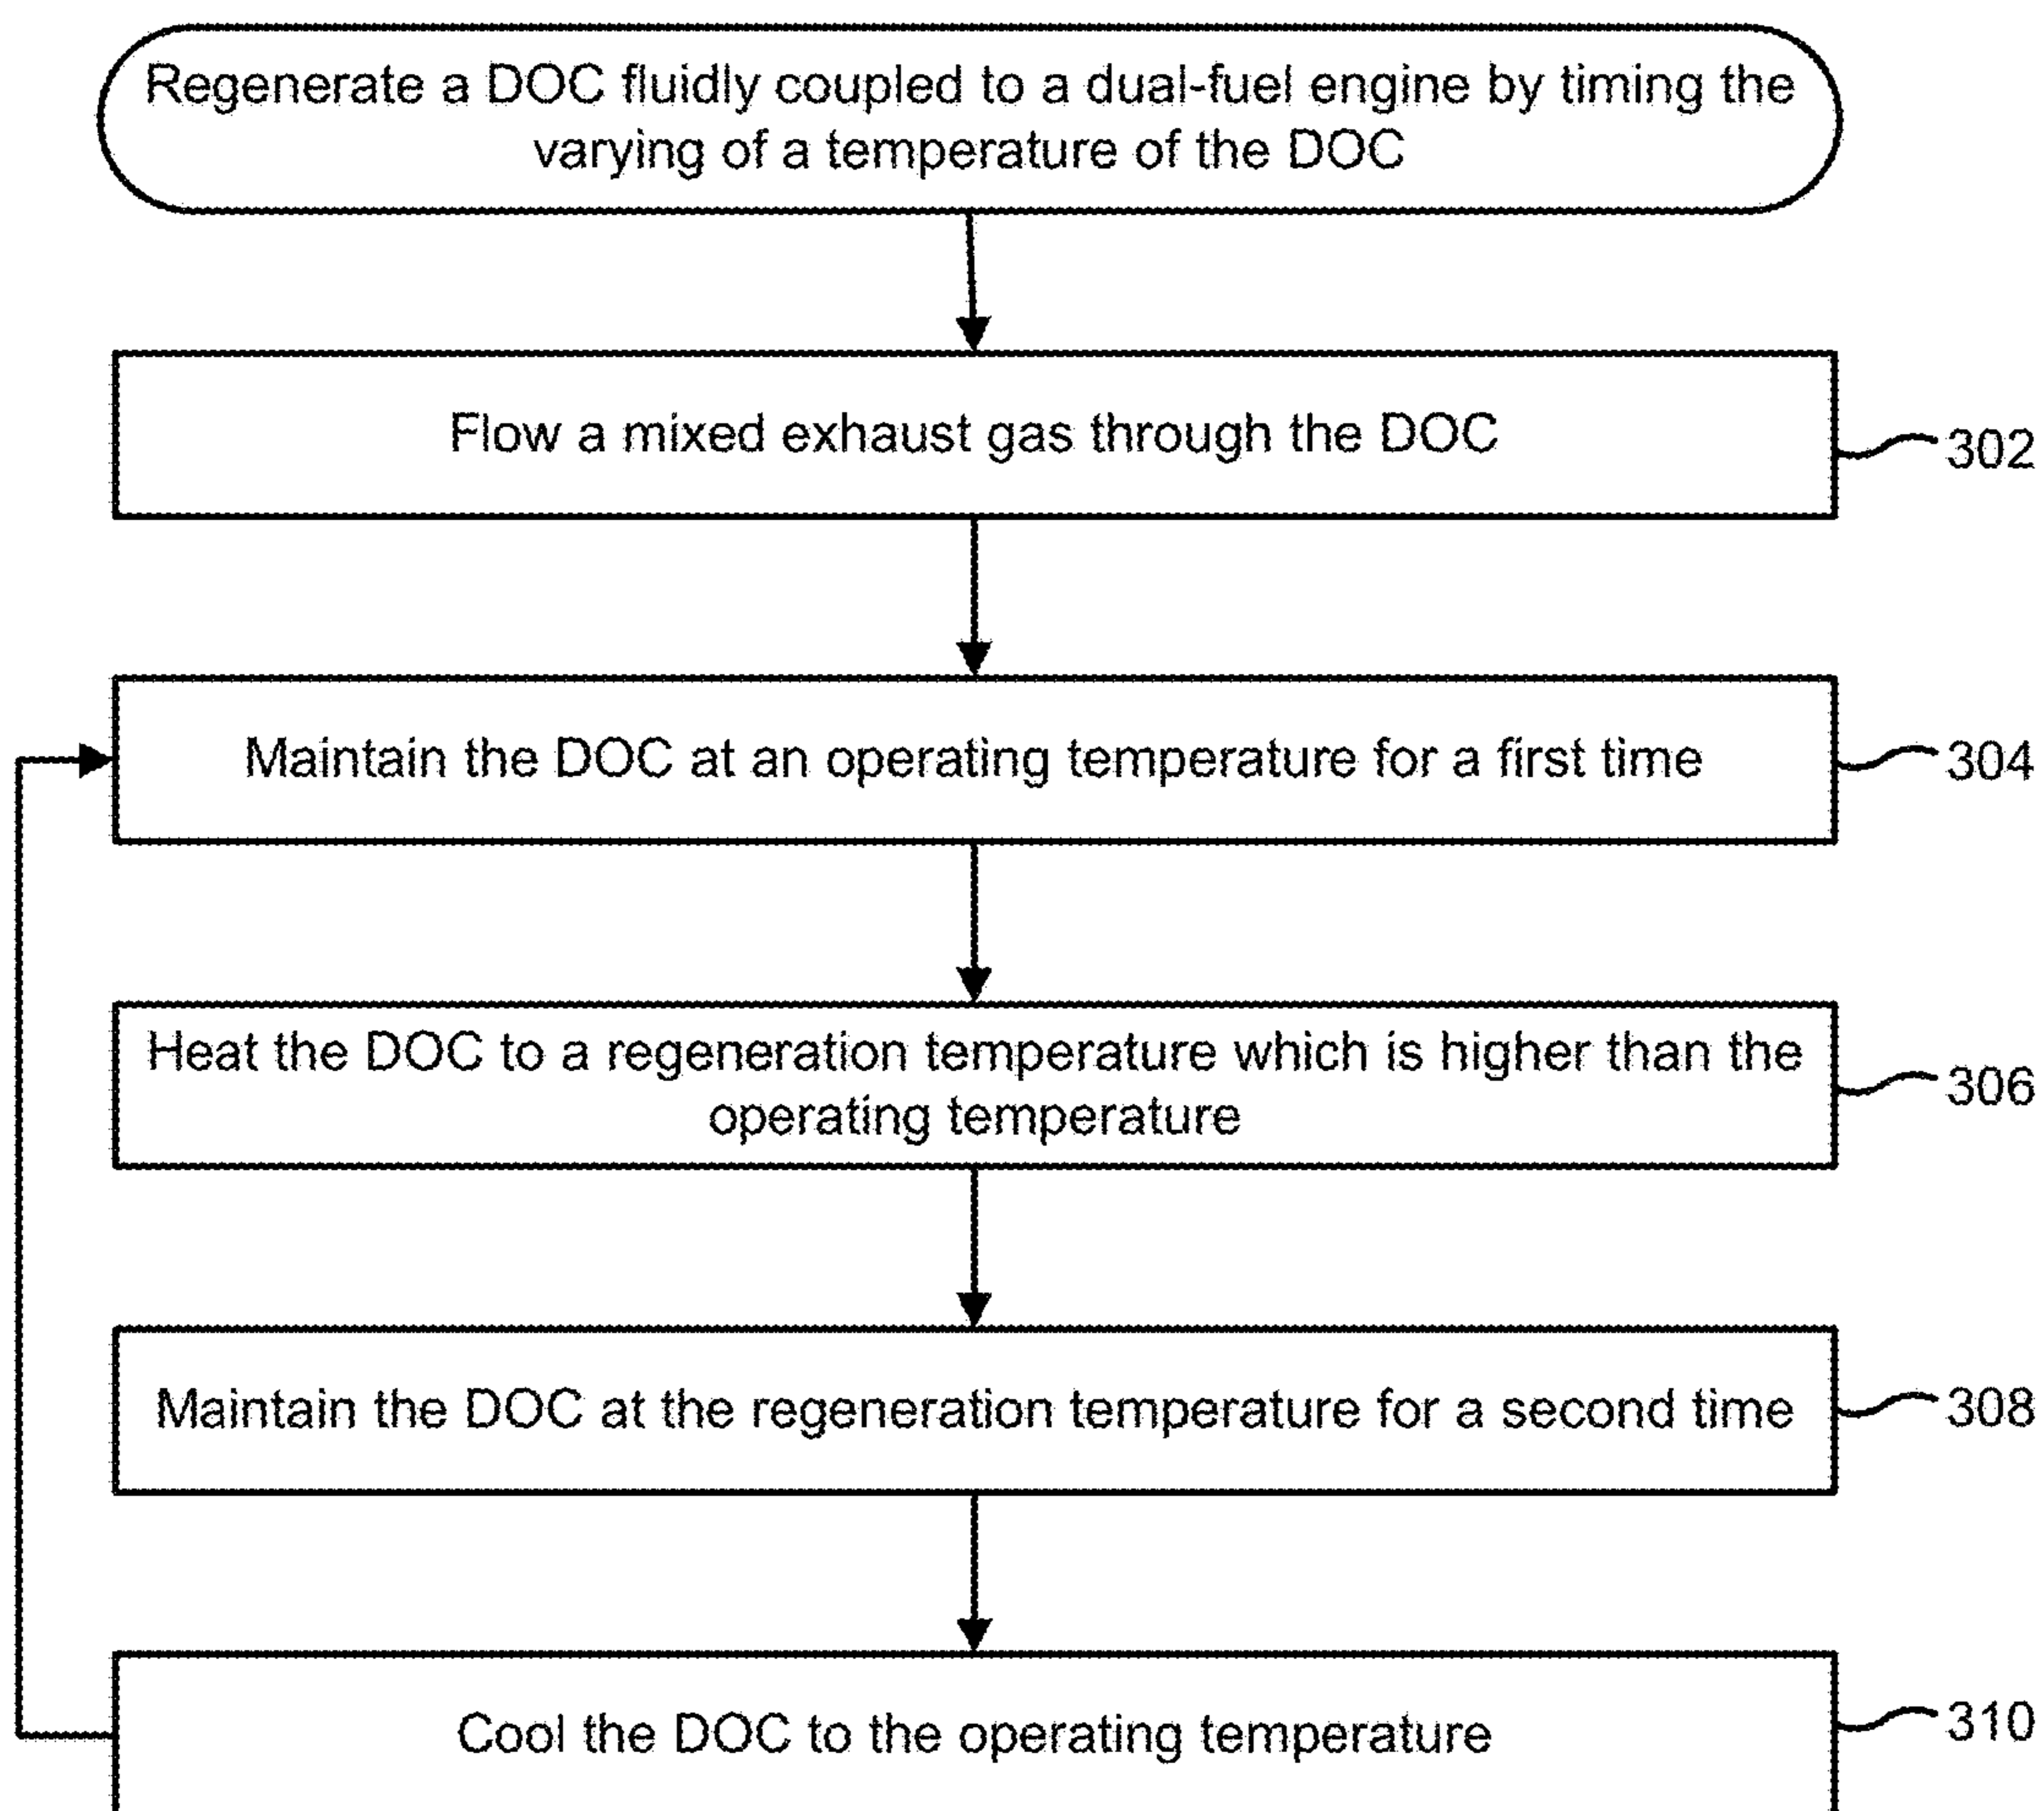 Regenerate a DOC fluidly coupled to a dual-fuel engine by timing the
varying of a temperature of the DOC
Flow a mixed exhaust gas through the DOC
302
Maintain the DOC at an operating temperature for a first time
304
Heat the DOC to a regeneration temperature which is higher than the
operating temperature
306
Maintain the DOC at the regeneration temperature for a second time
308
Cool the DOC to the operating temperature
310